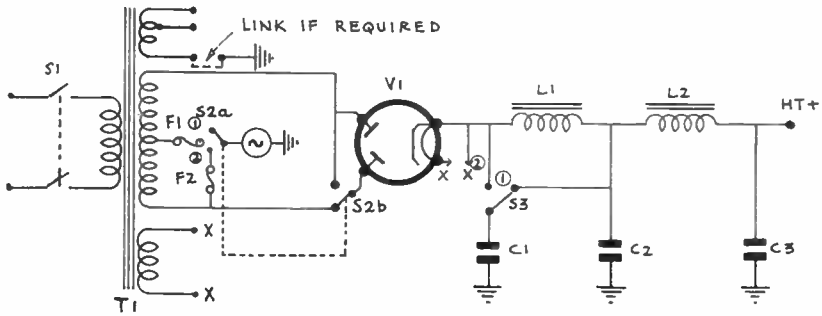 LINK IF REQUIRED
S1
V1
L1
L2
HT+
F1
①
S2a
②
F2
S2b
X
X
②
①
S3
C1
C2
C3
X
X
T1